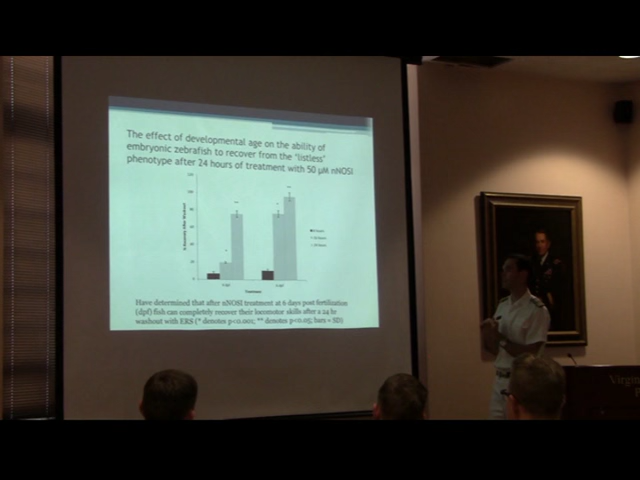 The effect of developmental age on the ability of
embryonic zebrafish to recover from the "listless"
phenotype after 24 hours of treatment with 50 µM nNOSI
Have determined that after nNOSI treatment at 6 days post fertilization
(dpf) fish can completely recover their locomotor skills after a 24 hr
washout with ERS (* denotes p<0.001; ** denotes p<0.05; bars = SD)